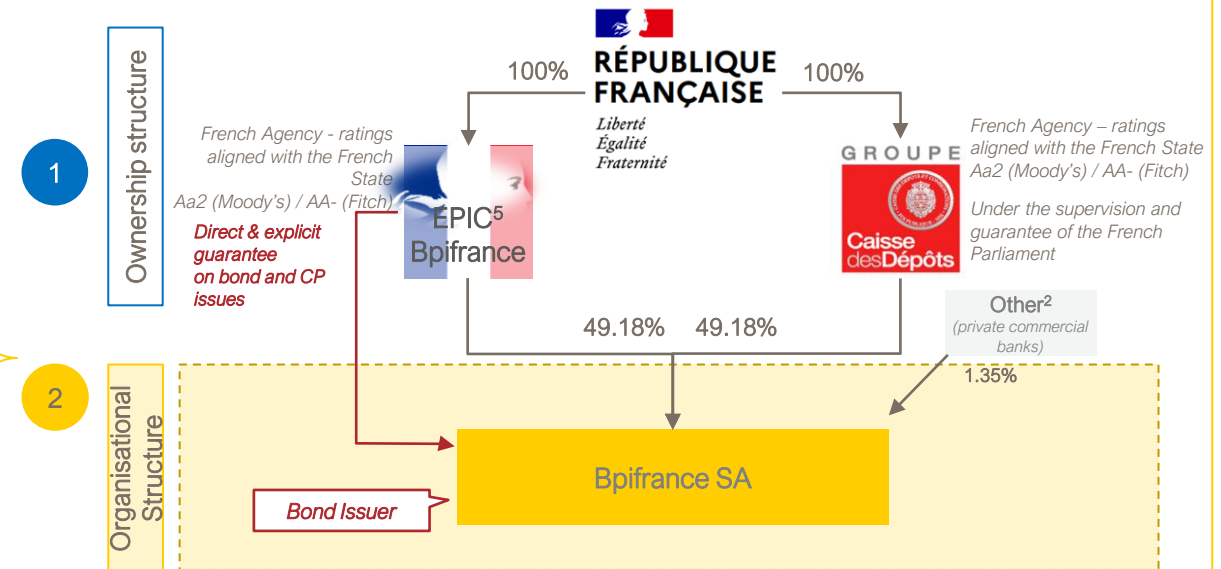 1
Ownership structure
RÉPUBLIQUE
FRANÇAISE
Liberté
Égalité
Fraternité
100%
100%
French Agency - ratings
aligned with the French
State
Aa2 (Moody's) / AA- (Fitch)
Direct & explicit
guarantee
on bond and CP
issues
EPIC5
Bpifrance
GROUPE
Caisse
desDépôts
French Agency – ratings
aligned with the French State
Aa2 (Moody's) / AA- (Fitch)
Under the supervision and
guarantee of the French
Parliament
49.18%
49.18%
Other2
(private commercial
banks)
1.35%
2
Organisational
Structure
Bpifrance SA
Bond Issuer